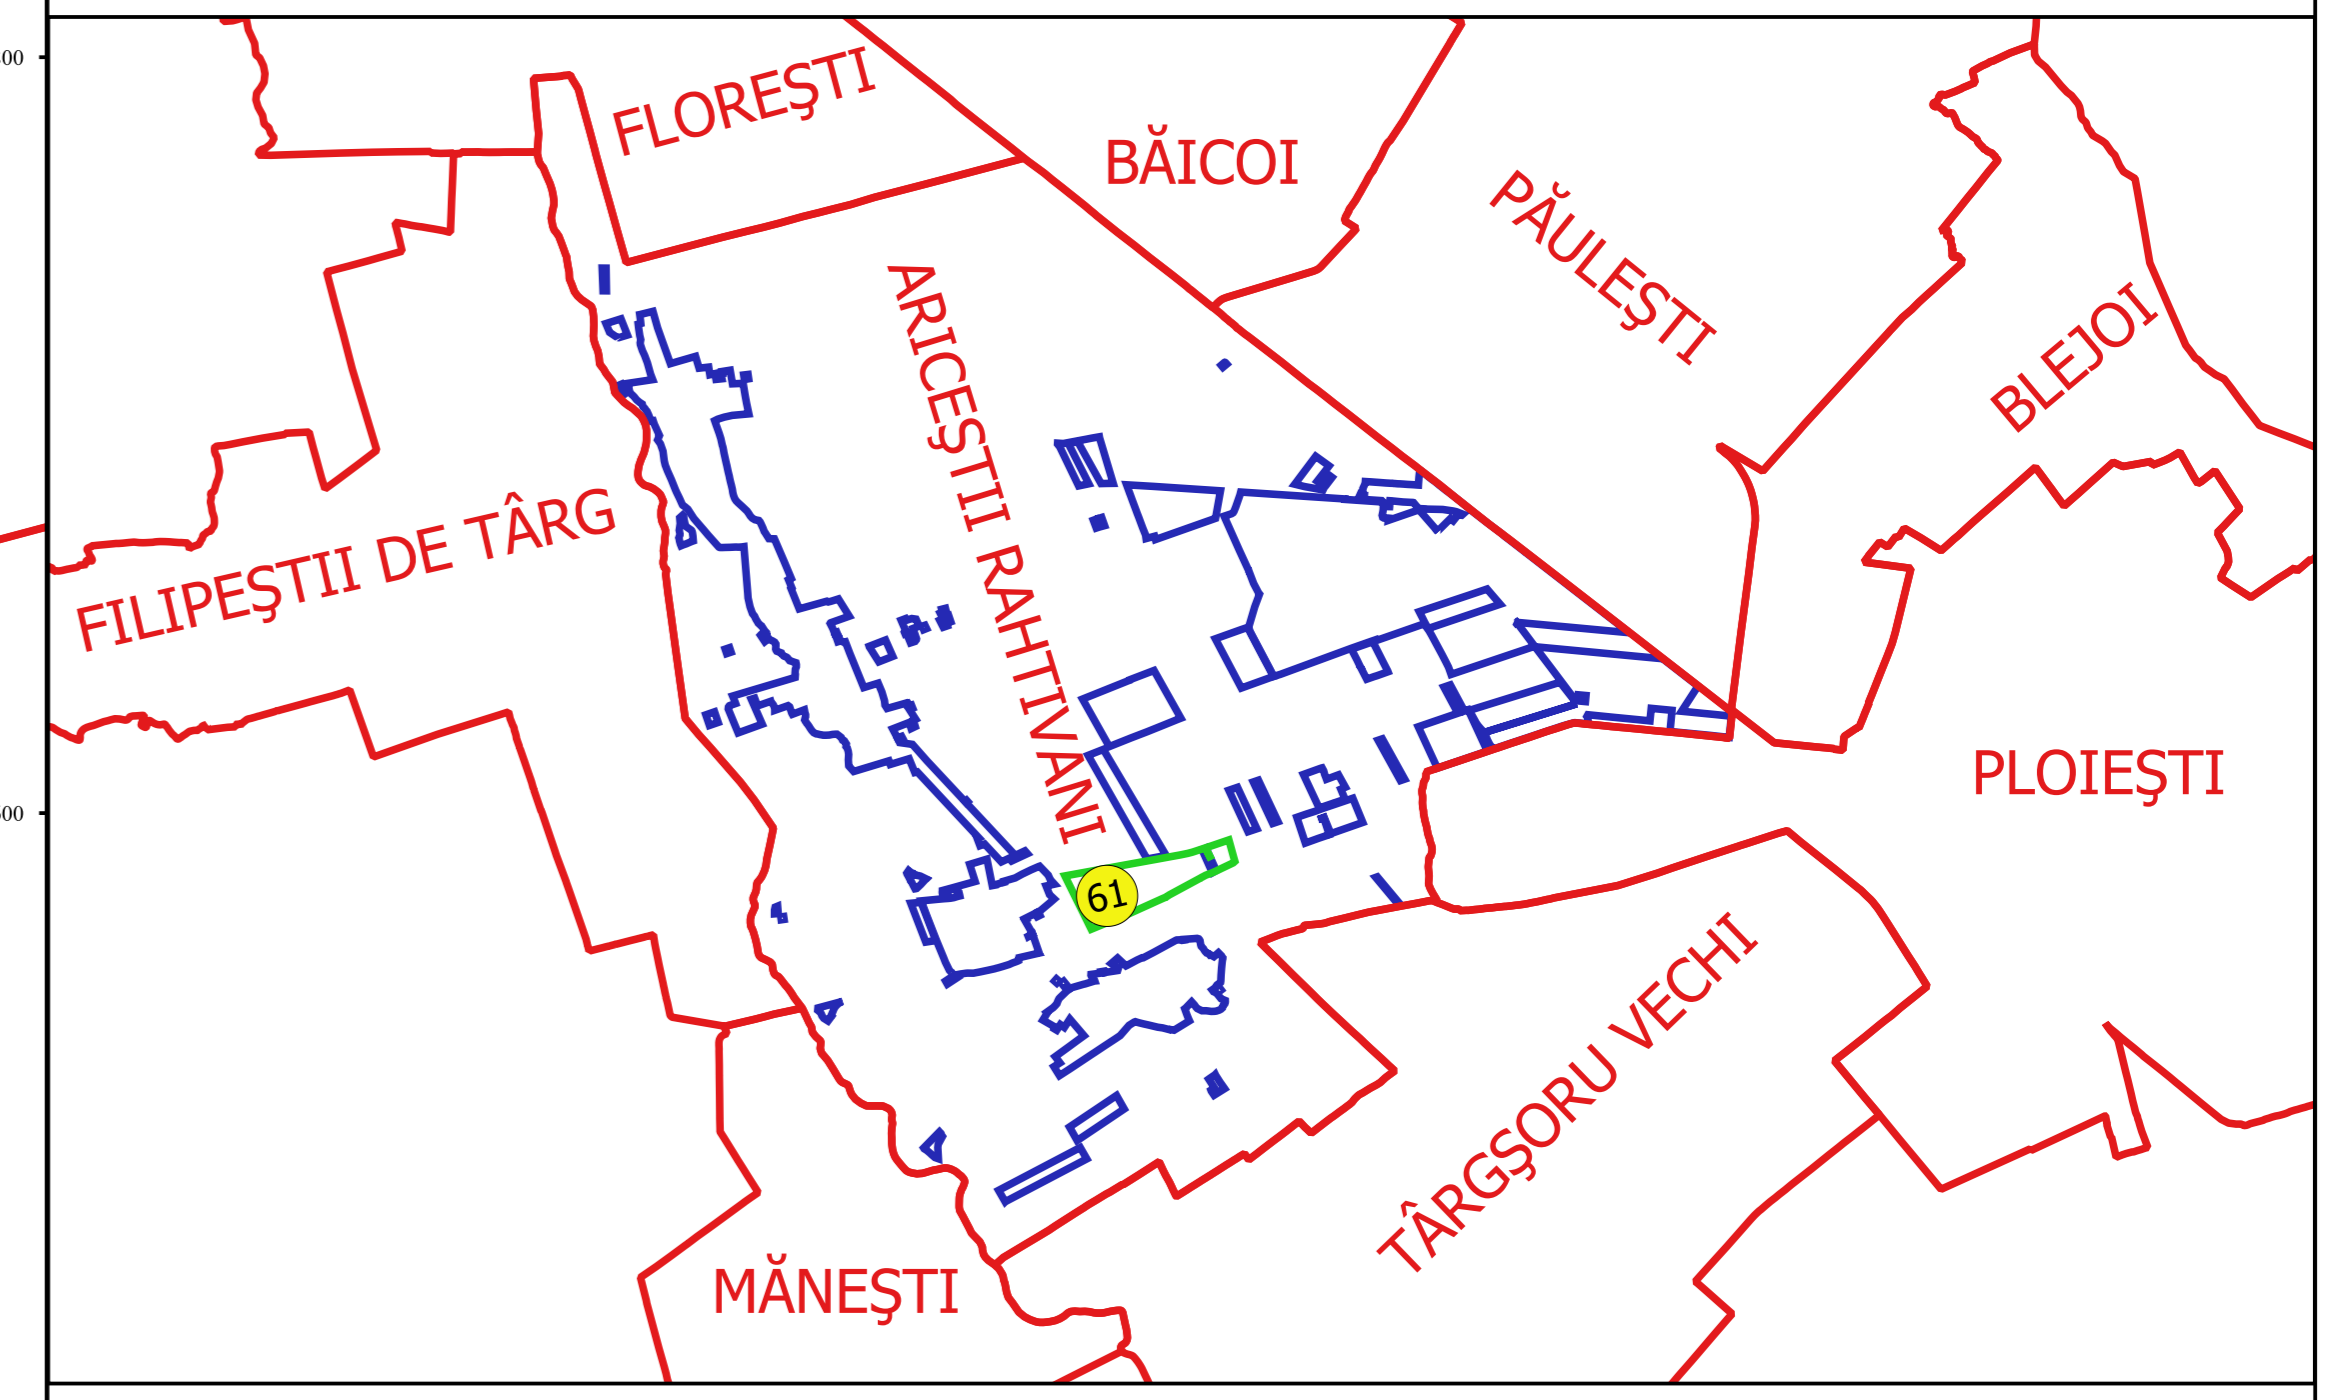 FLOREŞTI
BĂICOI
PĂULEŞTI
BLEJOI
ARICEŞTII RAHTIVANI
FILIPEŞTII DE TÂRG
PLOIEŞTI
61
TÂRGŞORU VECHI
MĂNEŞTI